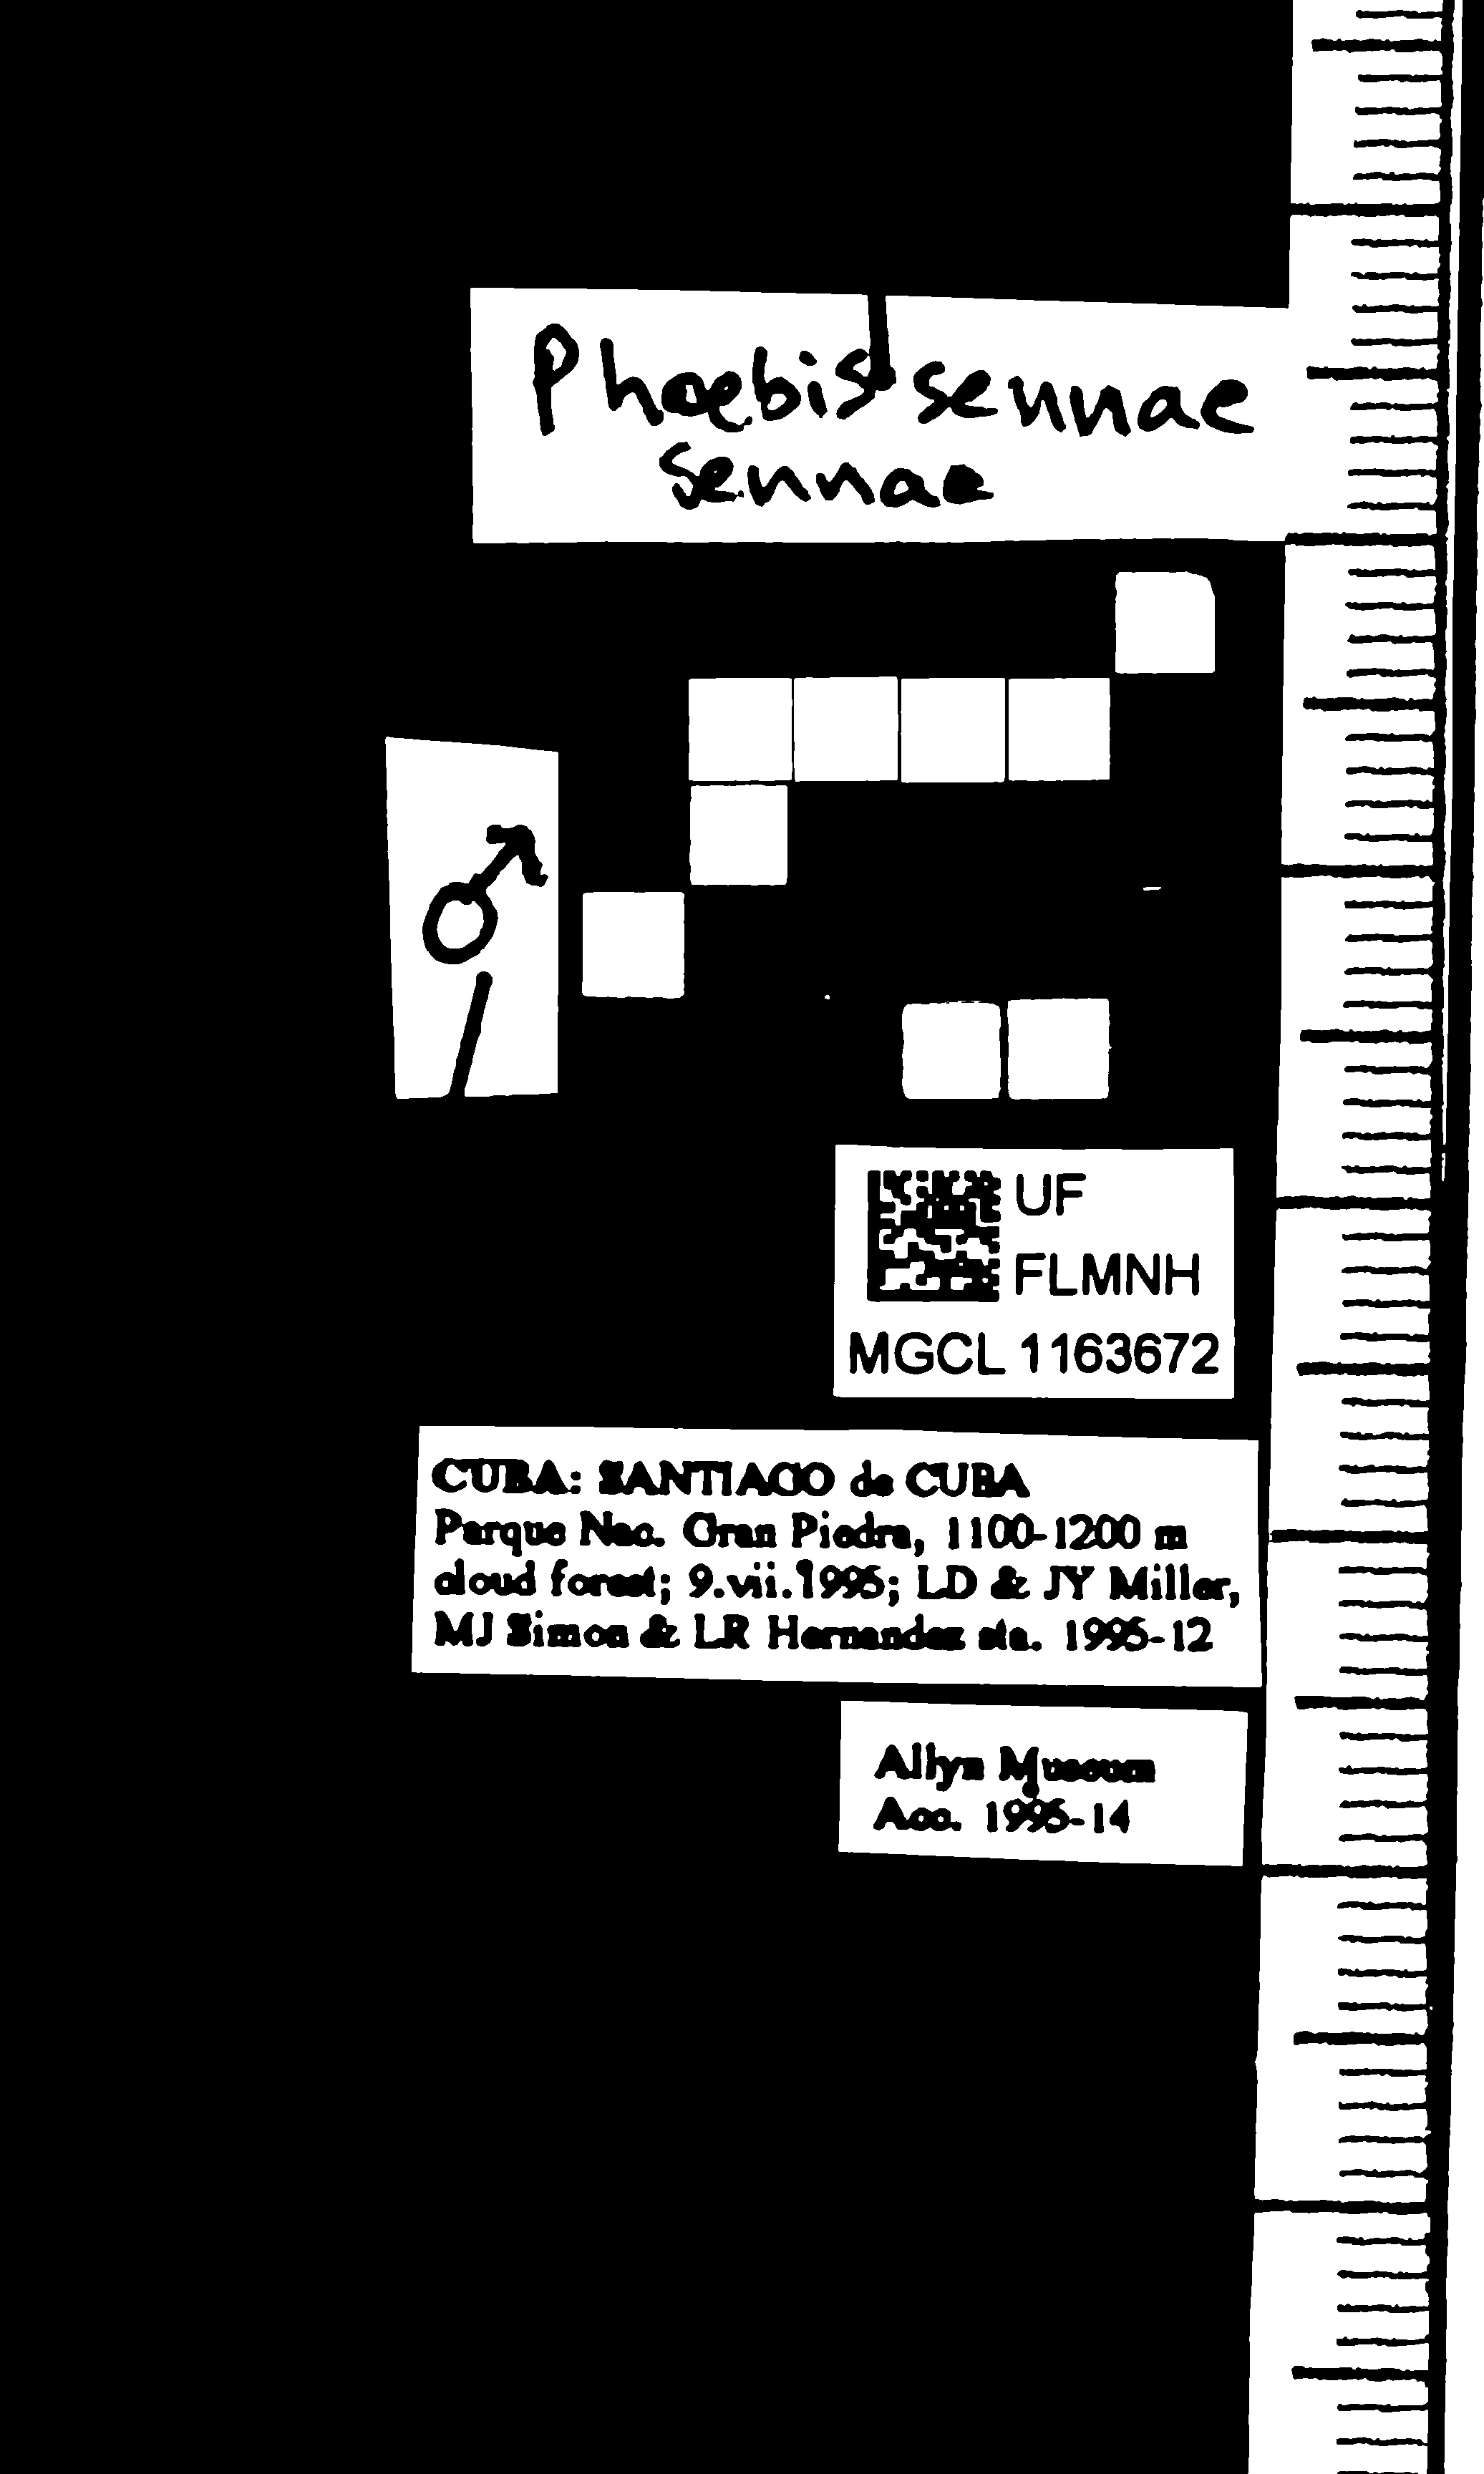 Phoebis sennae
sennae
♂
UF
FLMNH
MGCL 1163672
CUBA: SANTIAGO de CUBA
Parque Nac. Gran Piedra, 1100-1200 m
cloud forest; 9.vii.1995; LD & JY Miller,
MJ Simon & LR Hernandez sta. 1995-12
Allyn Museum
Acc. 1995-14